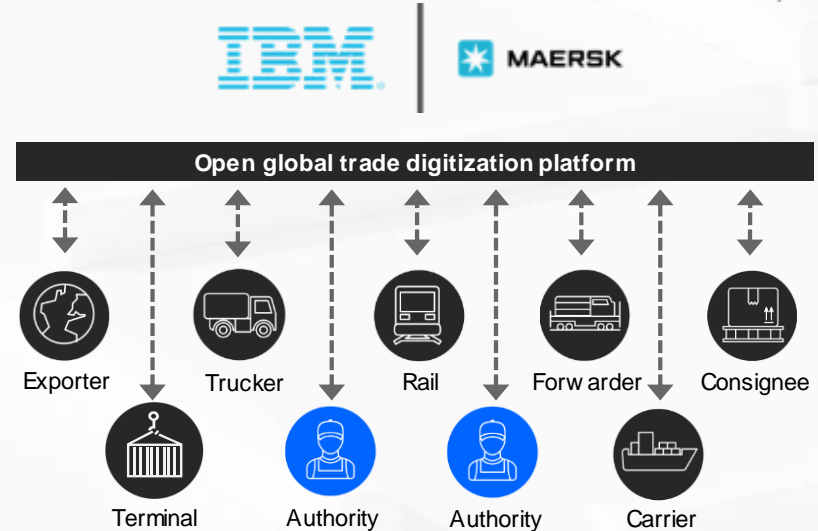 IBM.
MAERSK
Open global trade digitization platform
Exporter
Trucker
Rail
Forw arder
Consignee
Terminal
Authority
Authority
Carrier